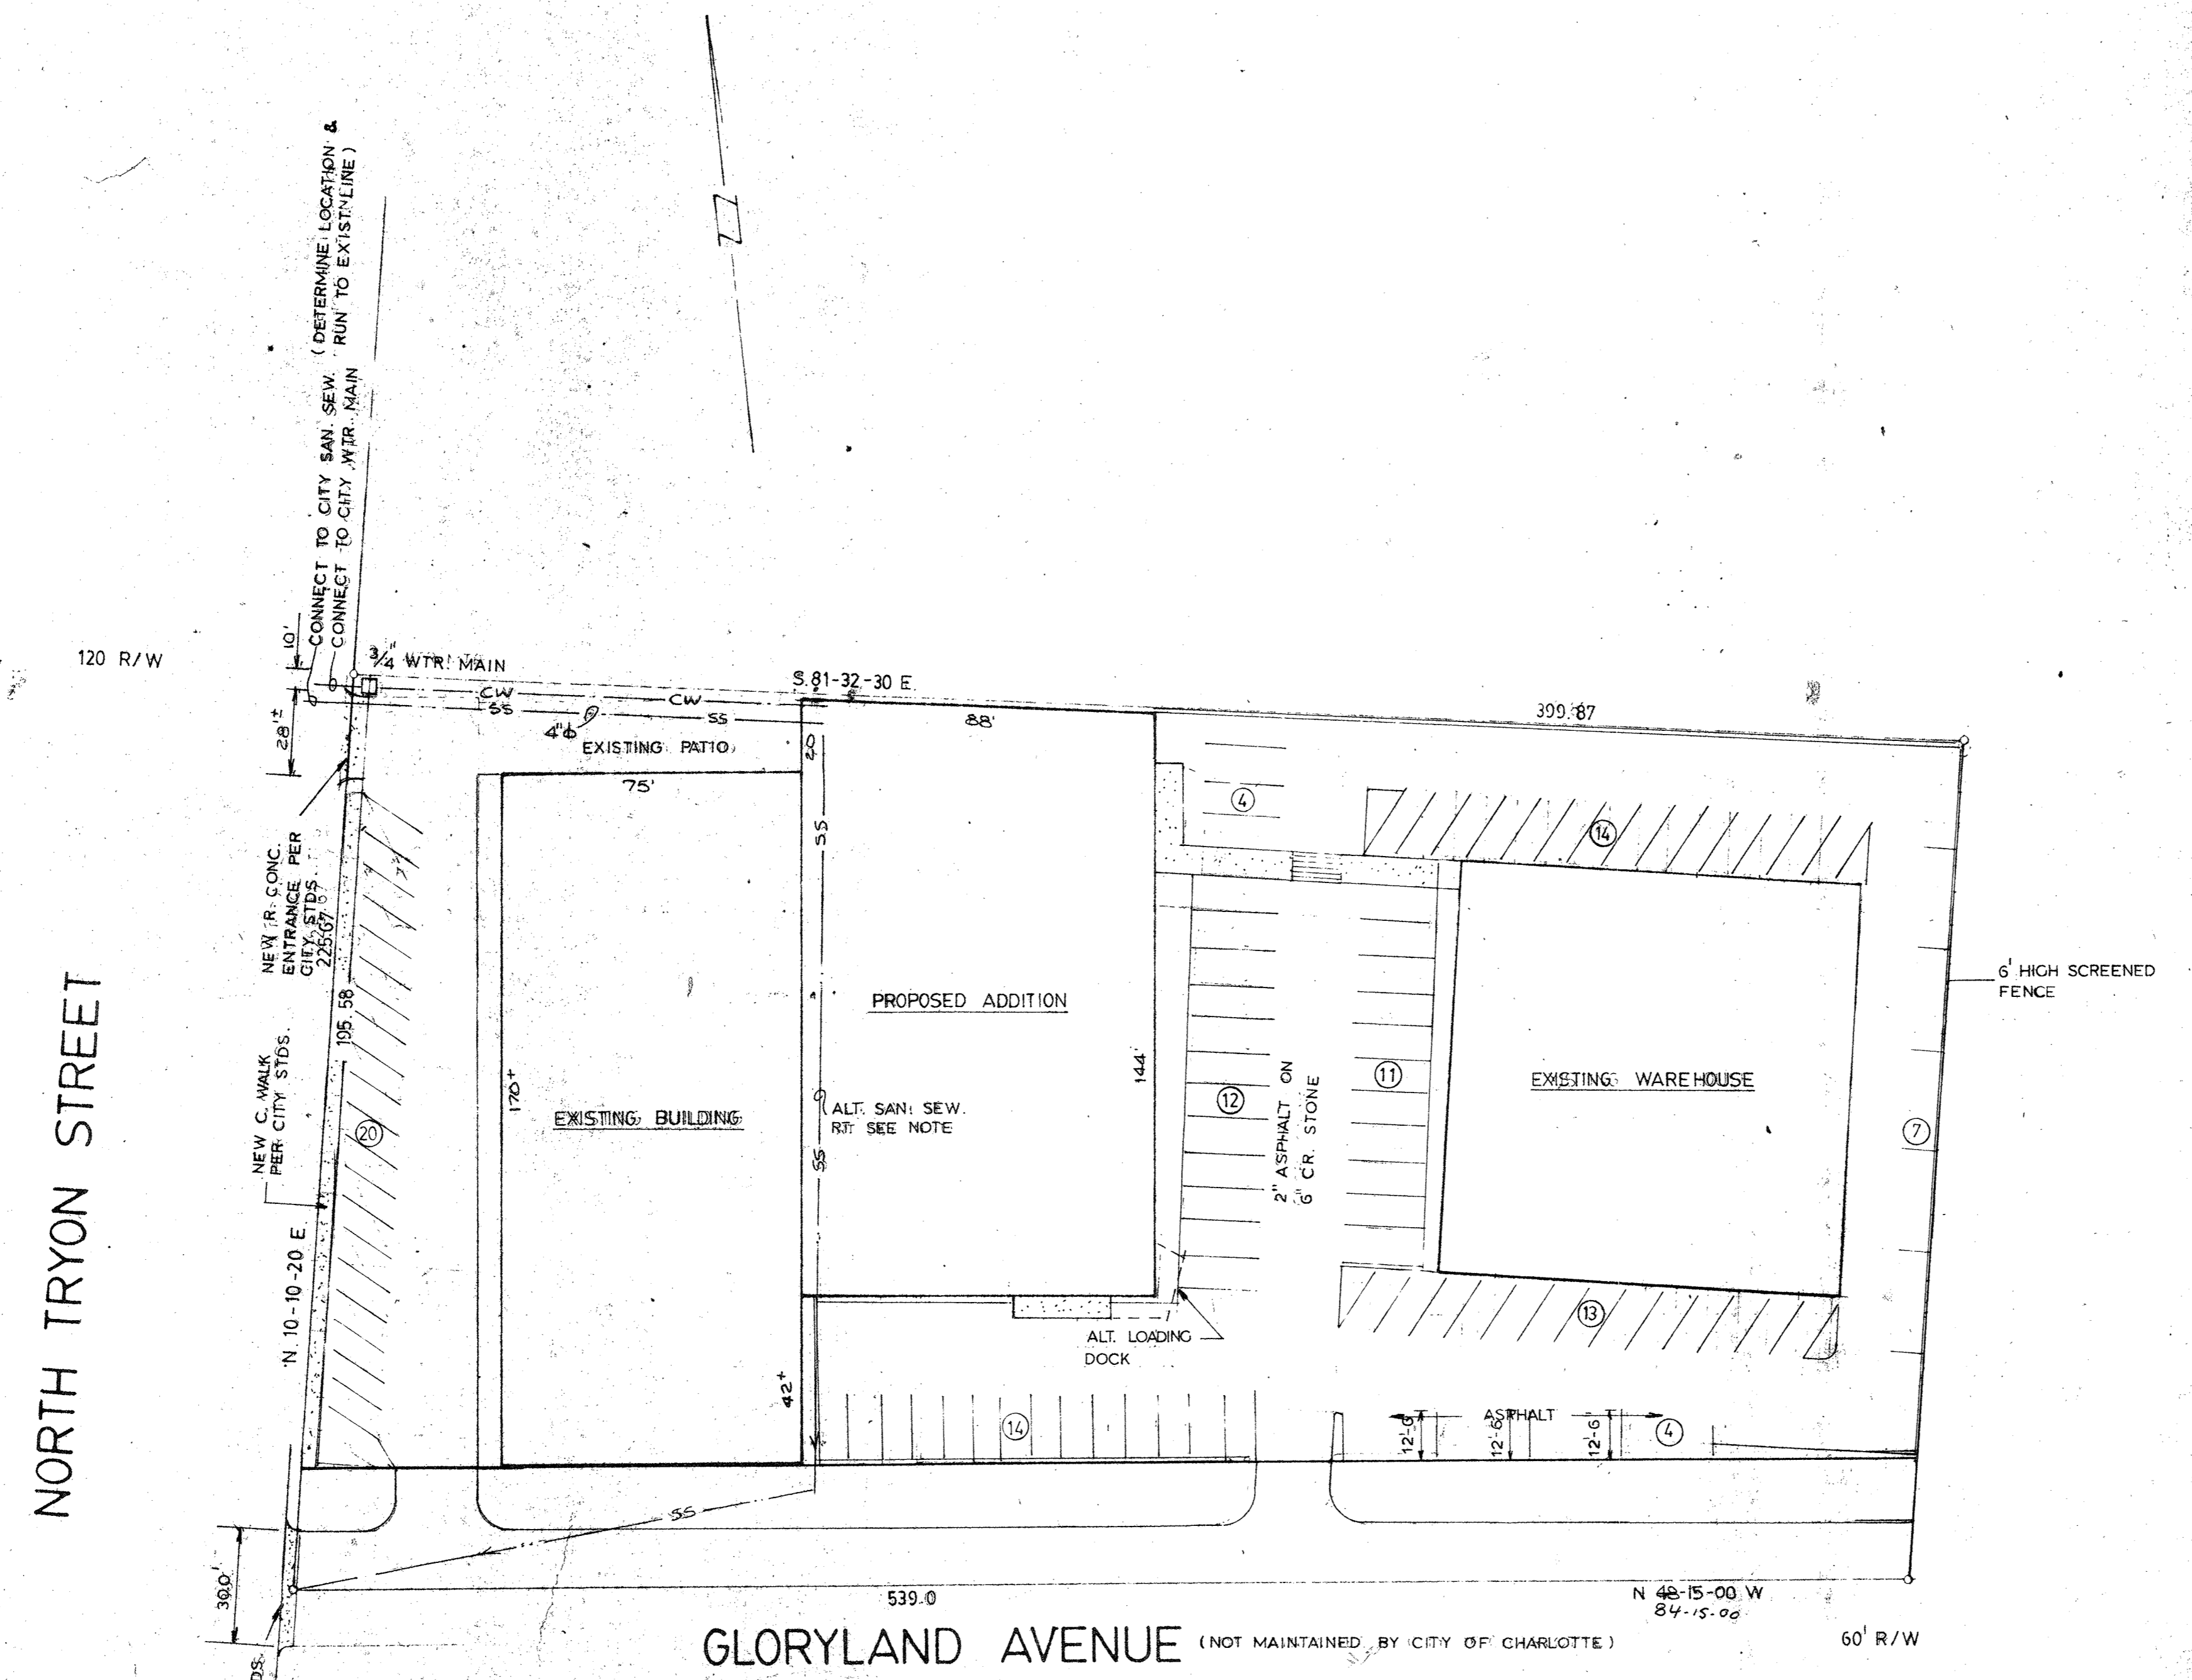 CONNECT TO CITY SAN. SEW. (DETERMINE LOCATION &
CONNECT TO CITY WTR. MAIN RUN TO EXIST. LINE)
10'
120 R/W
3/4" WTR. MAIN
S. 81-32-30 E.
CW
CW
SS
SS
4"ϕ
88'
399.87
28'±
EXISTING PATIO
20
75'
SS
4
14
NEW R. CONC.
ENTRANCE PER
CITY STDS.
225.67
195.58
6' HIGH SCREENED
FENCE
NORTH TRYON STREET
PROPOSED ADDITION
NEW C. WALK
PER CITY STDS.
170+
EXISTING BUILDING
144'
ALT. SAN. SEW.
RT. SEE NOTE
SS
12
2" ASPHALT ON
6" CR. STONE
11
EXISTING WAREHOUSE
7
20
N. 10-10-20 E.
13
ALT. LOADING
DOCK
42+
14
ASPHALT
12'-6
12'-6
12'-6
4
SS
300'
539.0
N 48-15-00 W
84-15-00
GLORYLAND AVENUE (NOT MAINTAINED BY CITY OF CHARLOTTE)
60' R/W